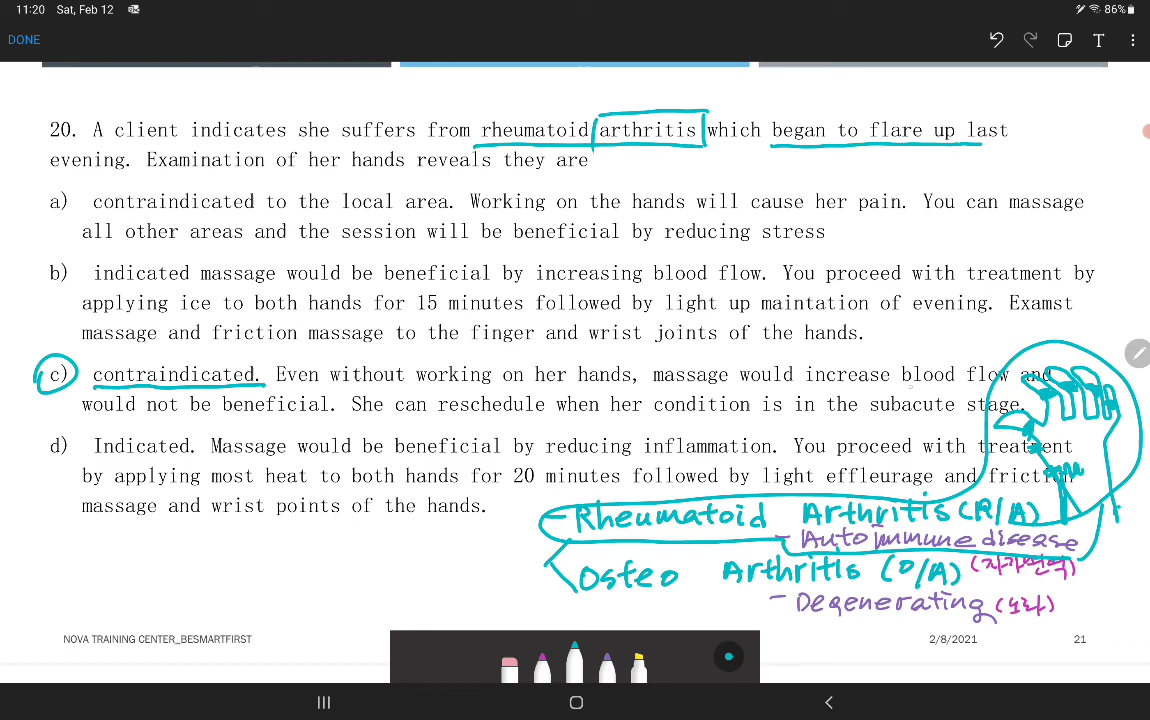 11:20 Sat, Feb 12 86%
DONE
T
20. A client indicates she suffers from rheumatoid arthritis which began to flare up last
evening. Examination of her hands reveals they are
a) contraindicated to the local area. Working on the hands will cause her pain. You can massage
all other areas and the session will be beneficial by reducing stress
b) indicated massage would be beneficial by increasing blood flow. You proceed with treatment by
applying ice to both hands for 15 minutes followed by light up maintation of evening. Examst
massage and friction massage to the finger and wrist joints of the hands.
c) contraindicated. Even without working on her hands, massage would increase blood flow and
would not be beneficial. She can reschedule when her condition is in the subacute stage.
d) Indicated. Massage would be beneficial by reducing inflammation. You proceed with treatment
by applying most heat to both hands for 20 minutes followed by light effleurage and friction
massage and wrist points of the hands.
- Rheumatoid Arthritis (R/A)
- Autoimmune disease
(자가면역)
Osteo Arthritis (O/A)
- Degenerating (노화)
NOVA TRAINING CENTER_BESMARTFIRST 2/8/2021 21